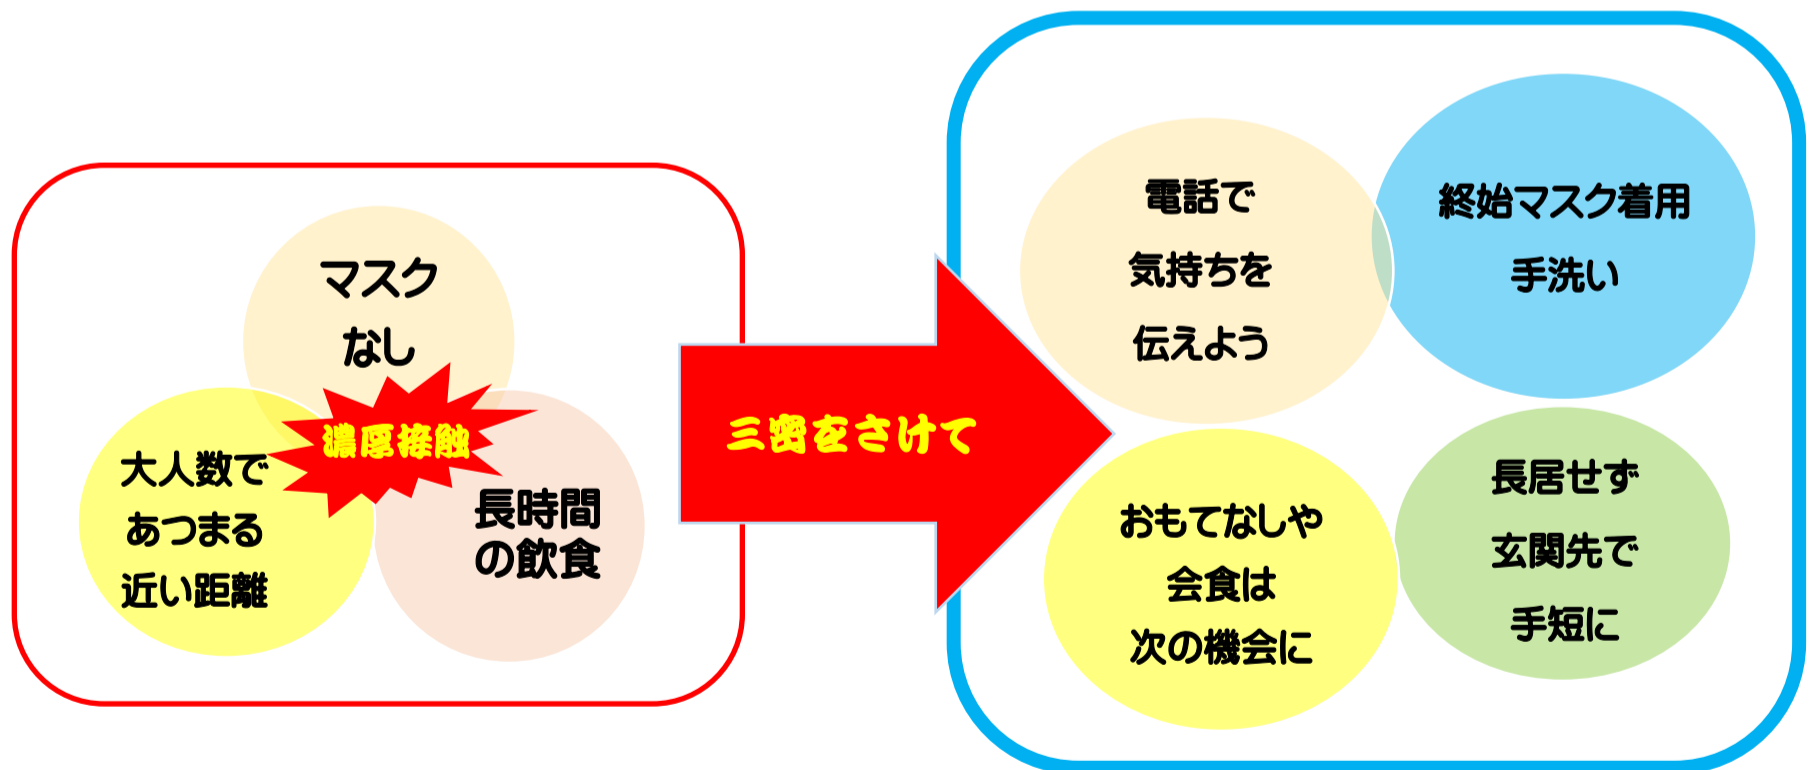 マスク
なし
濃厚接触
大人数で
あつまる
近い距離
長時間
の飲食
三密をさけて
電話で
気持ちを
伝えよう
終始マスク着用
手洗い
おもてなしや
会食は
次の機会に
長居せず
玄関先で
手短に